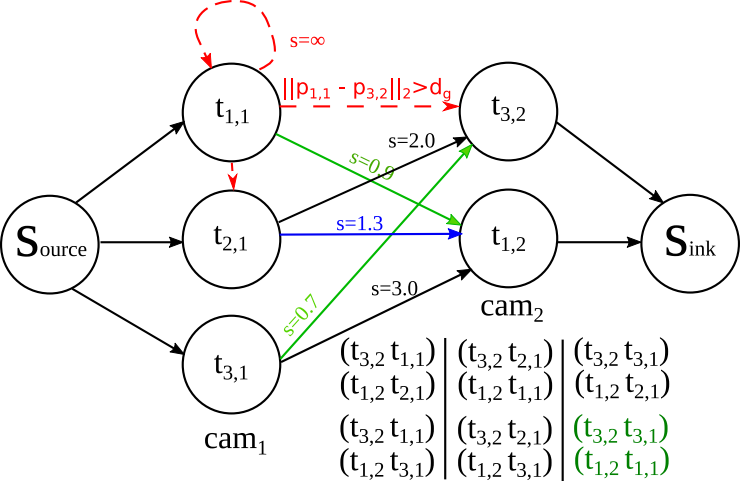 s=∞
||p1,1 - p3,2||2>dg
t1,1
t3,2
s=2.0
s=0.9
Source
t2,1
s=1.3
t1,2
Sink
s=0.7
s=3.0
cam2
t3,1
cam1
(t3,2 t1,1) (t3,2 t2,1) (t3,2 t3,1)
(t1,2 t2,1) (t1,2 t1,1) (t1,2 t2,1)
(t3,2 t1,1) (t3,2 t2,1) (t3,2 t3,1)
(t1,2 t3,1) (t1,2 t3,1) (t1,2 t1,1)